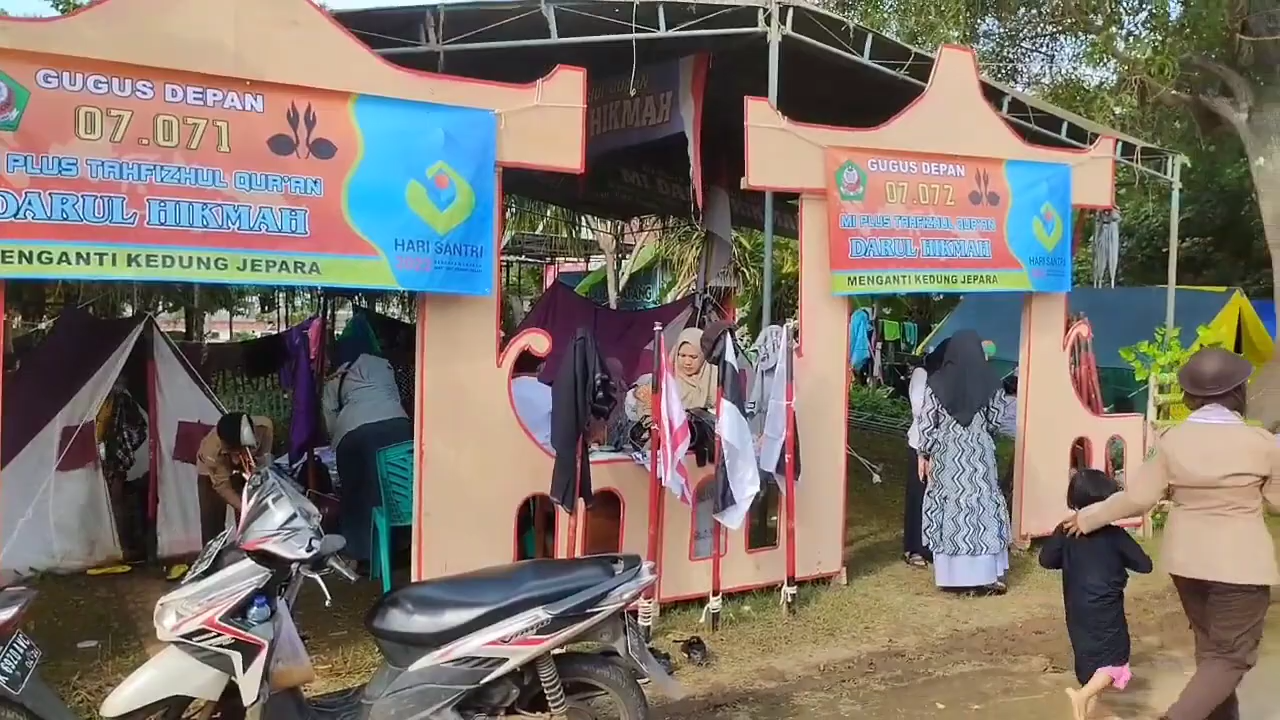 GUGUS DEPAN
07.071
PLUS TAHFIZHUL QUR'AN
DARUL HIKMAH
HARI SANTRI
ENGANTI KEDUNG JEPARA
HIKMAH
GUGUS DEPAN
07.072
MI PLUS TAHFIZHUL QUR'AN
DARUL HIKMAH
HARI SANTRI
MENGANTI KEDUNG JEPARA